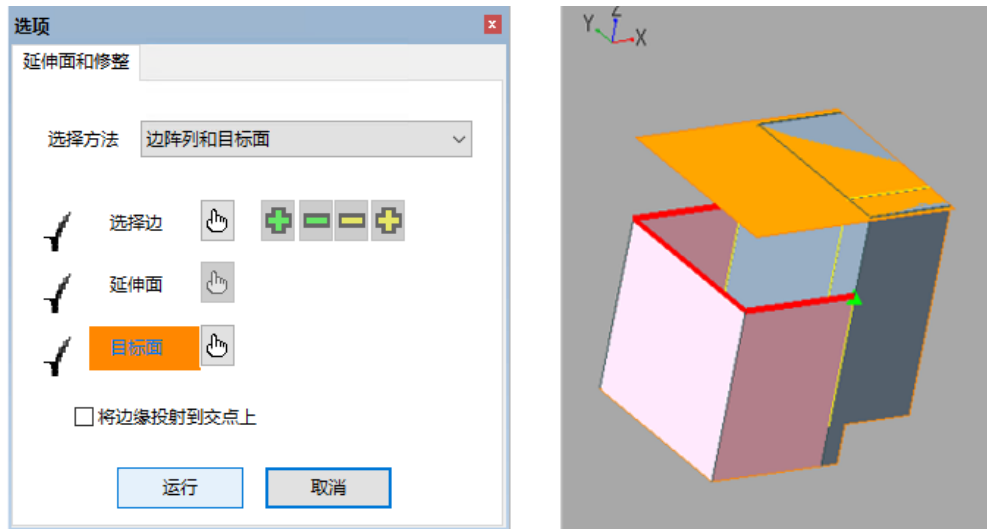 选项
延伸面和修整
选择方法 边阵列和目标面
选择边
延伸面
目标面
将边缘投射到交点上
运行 取消
Y Z X